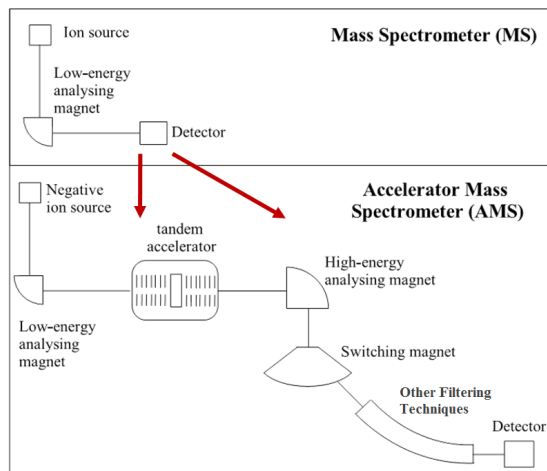 Ion source
Mass Spectrometer (MS)
Low-energy
analysing
magnet
Detector
Negative
ion source
Accelerator Mass
Spectrometer (AMS)
tandem
accelerator
High-energy
analysing magnet
Low-energy
analysing
magnet
Switching magnet
Other Filtering
Techniques
Detector